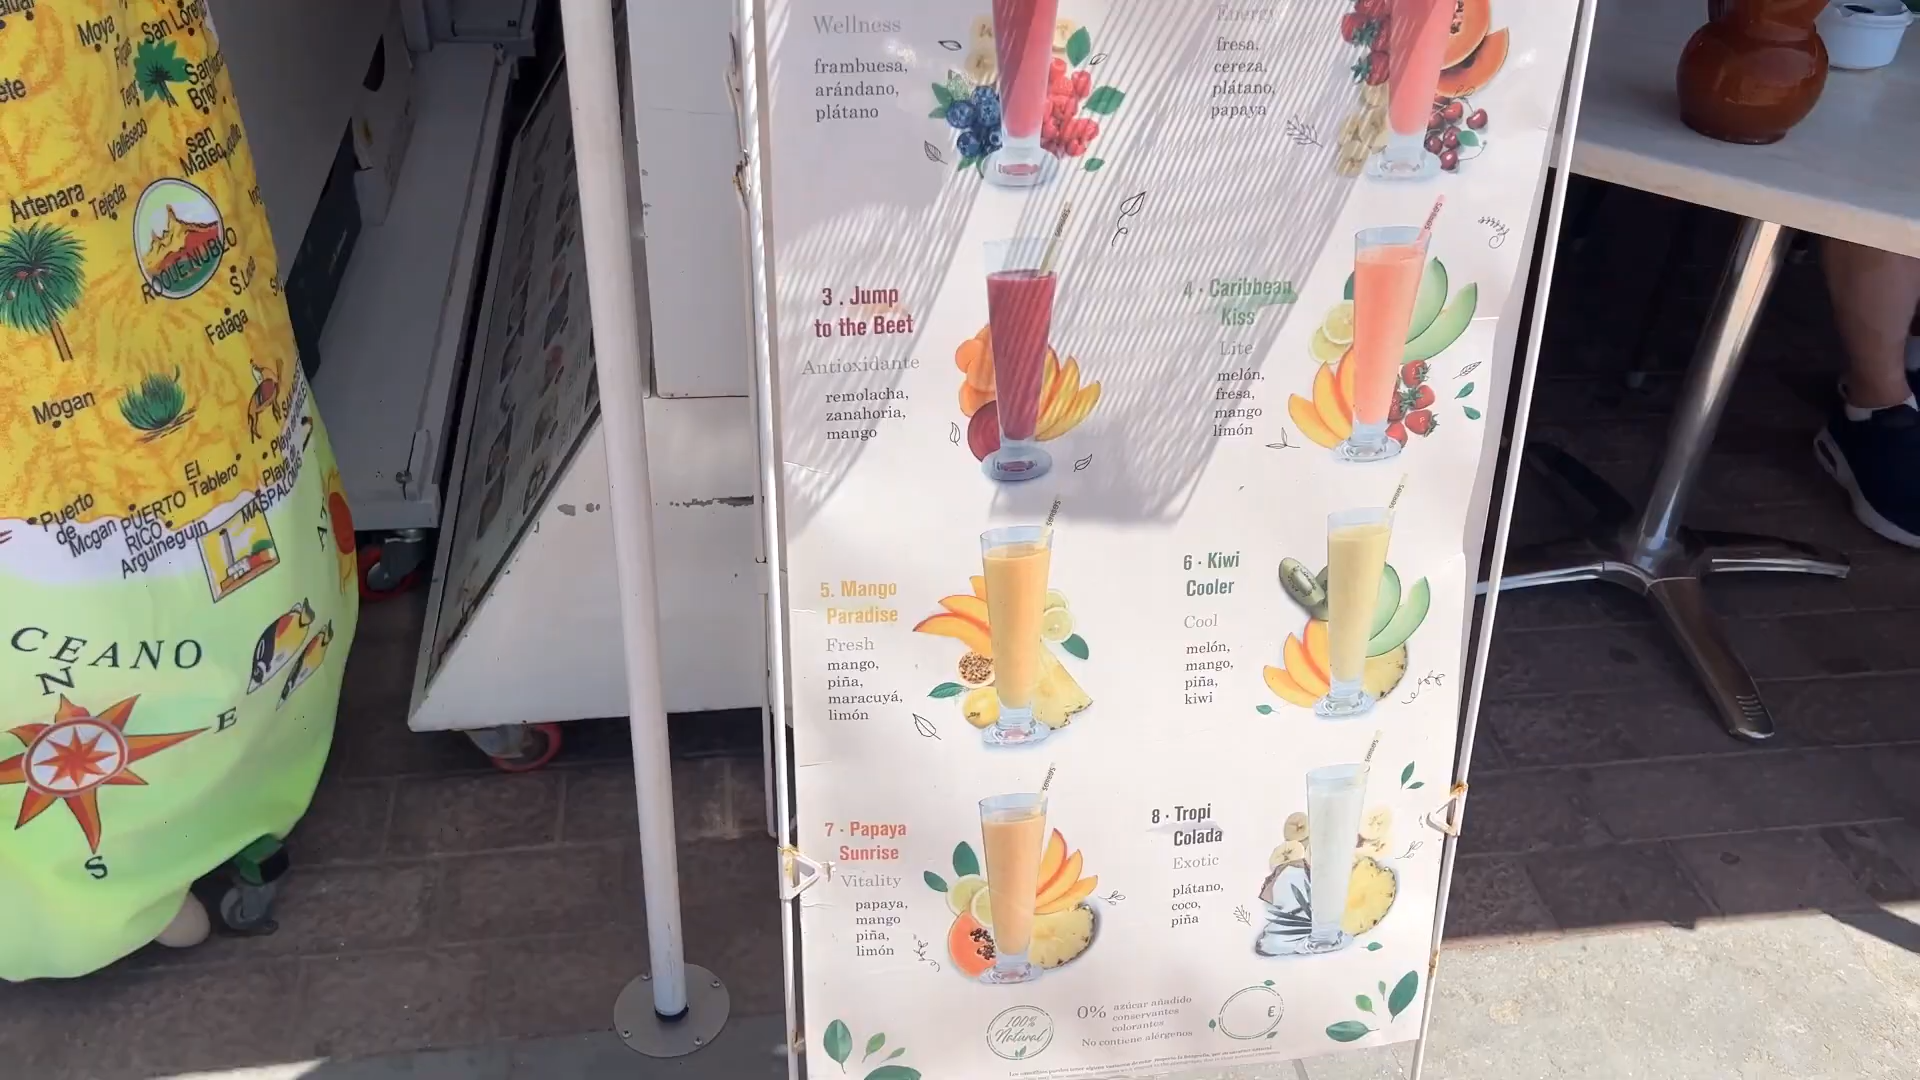 Moya
San Lorenzo
Valleseco
San
Mateo
Artenara
Tejeda
ROQUE NUBLO
Fataga
Mogan
El
Tablero
Puerto
de
Mogan
PUERTO
RICO
Arguineguin
MASPALOMAS
CEANO
N
E
S
Wellness
frambuesa,
arándano,
plátano
Energy
fresa,
cereza,
plátano,
papaya
3 . Jump
to the Beet
Antioxidante
remolacha,
zanahoria,
mango
4 · Caribbean
Kiss
Lite
melón,
fresa,
mango
limón
5. Mango
Paradise
Fresh
mango,
piña,
maracuyá,
limón
6 · Kiwi
Cooler
Cool
melón,
mango,
piña,
kiwi
7 · Papaya
Sunrise
Vitality
papaya,
mango
piña,
limón
8 · Tropi
Colada
Exotic
plátano,
coco,
piña
100%
Natural
0% azúcar añadido
conservantes
colorantes
No contiene alérgenos
€